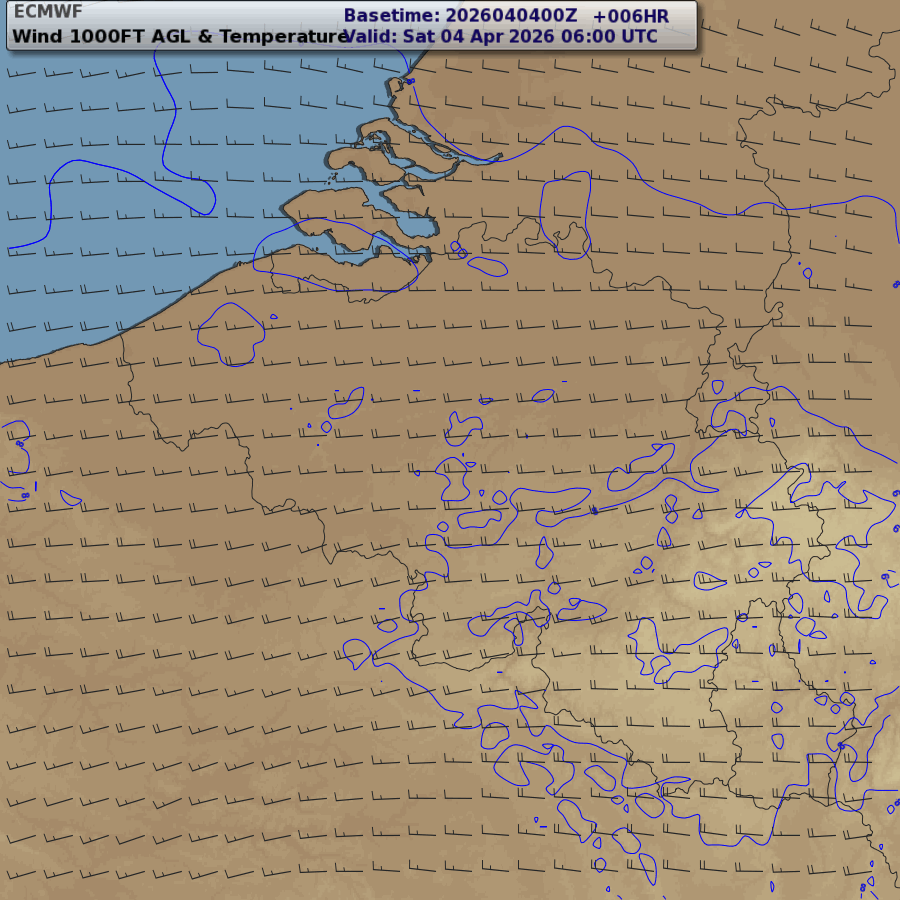 ECMWF
Basetime: 2026040400Z +006HR
Wind 1000FT AGL & Temperature
Valid: Sat 04 Apr 2026 06:00 UTC